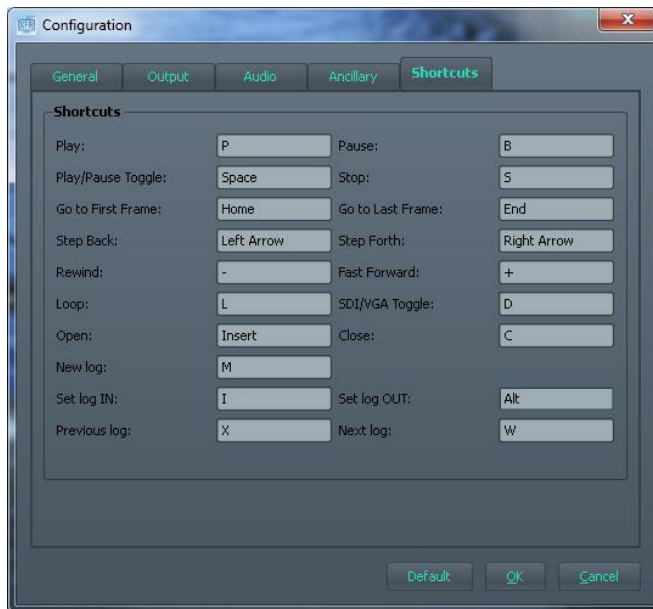 Configuration
General Output Audio Ancillary Shortcuts
Shortcuts
Play: P Pause: B
Play/Pause Toggle: Space Stop: S
Go to First Frame: Home Go to Last Frame: End
Step Back: Left Arrow Step Forth: Right Arrow
Rewind: - Fast Forward: +
Loop: L SDI/VGA Toggle: D
Open: Insert Close: C
New log: M
Set log IN: I Set log OUT: Alt
Previous log: X Next log: W
Default OK Cancel